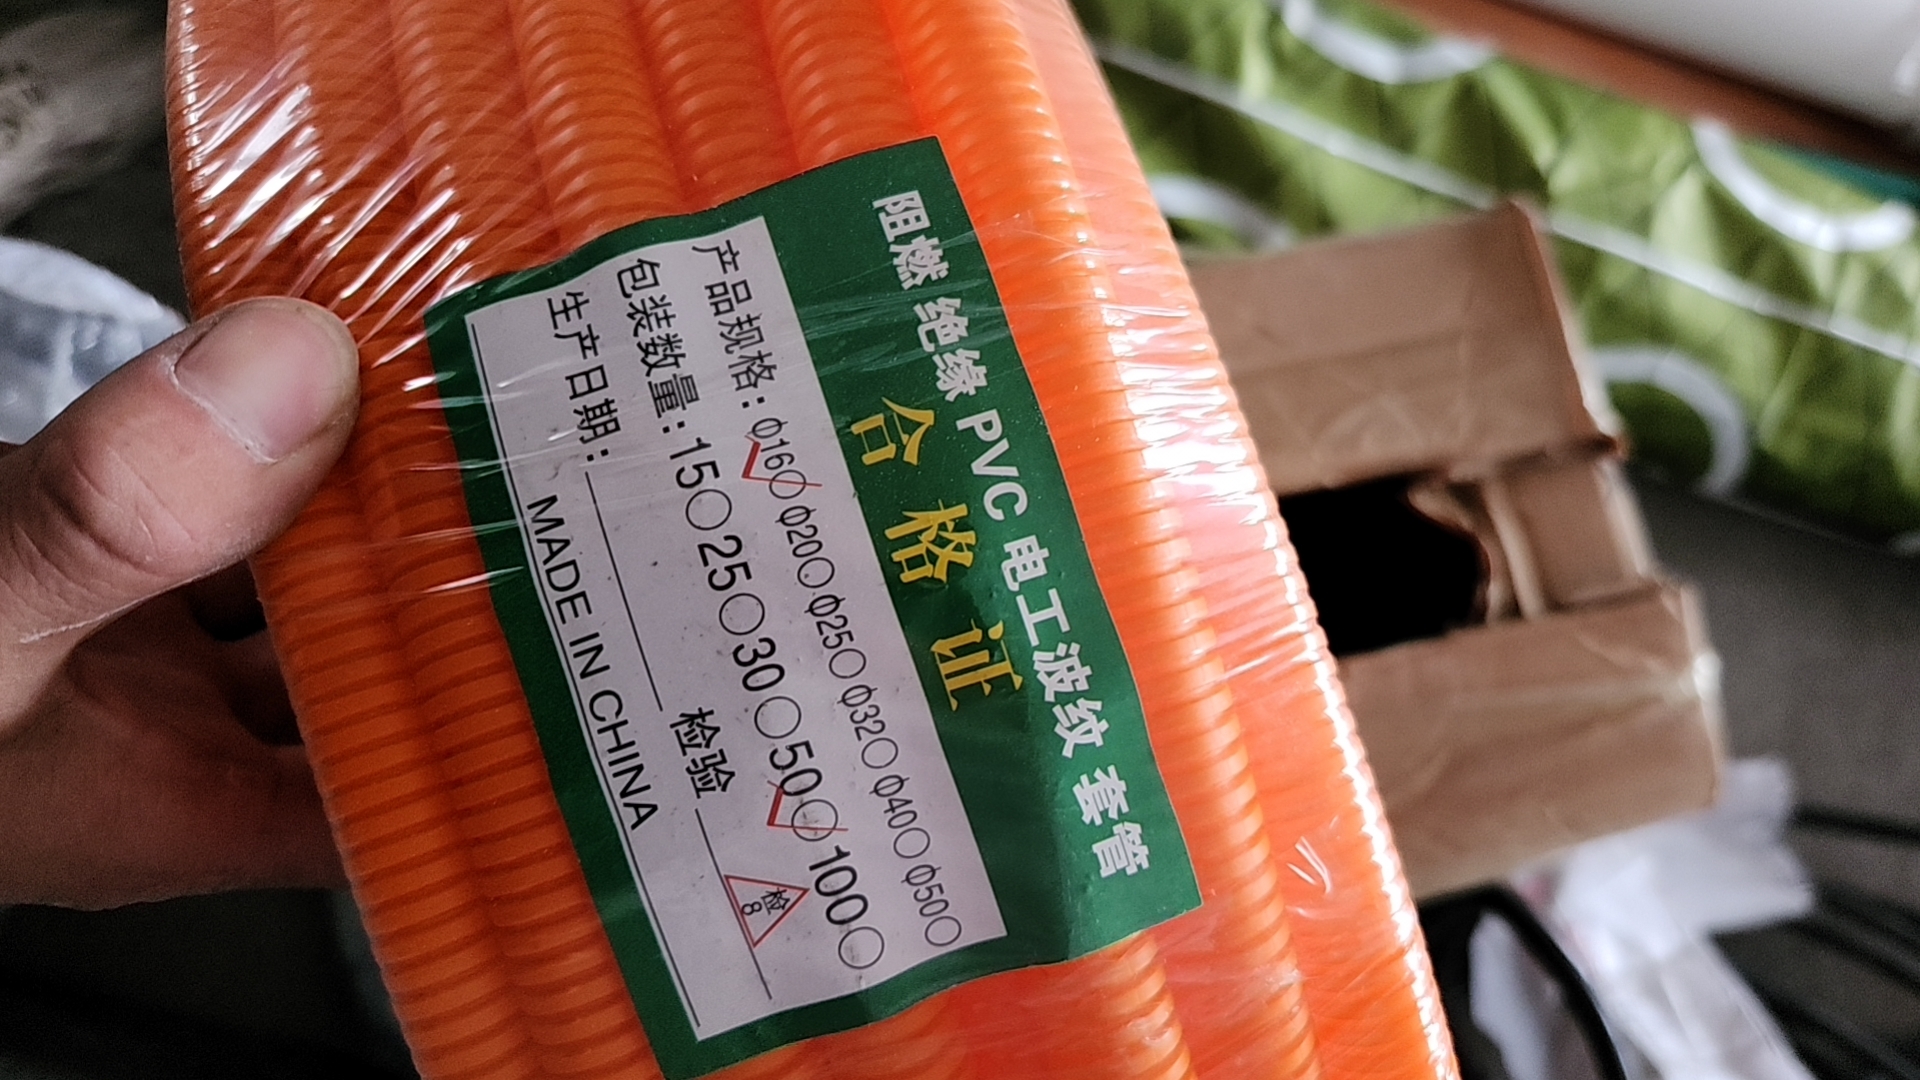 阻燃 绝缘 PVC 电工波纹 套管
合格证
产品规格：Φ16○ Φ20○ Φ25○ Φ32○ Φ40○ Φ50○
包装数量：15○25○30○50○100○
生产日期： 检验
检8
MADE IN CHINA